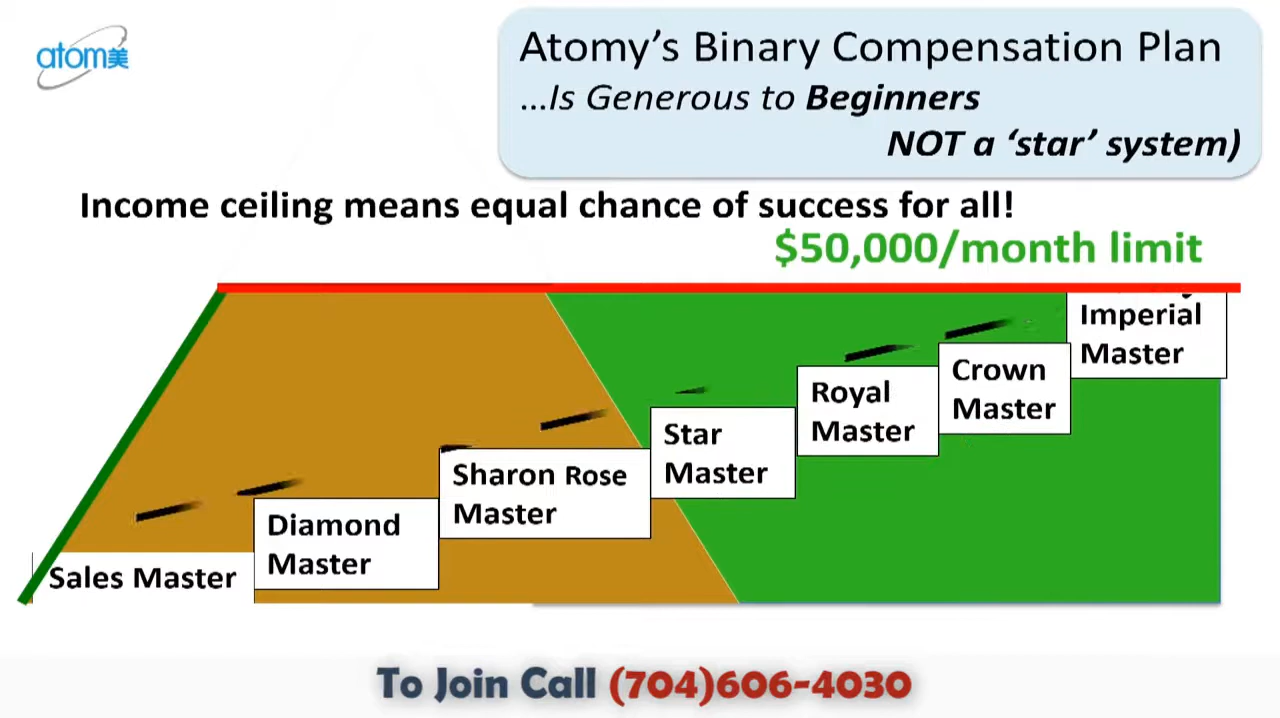 atom美
Atomy's Binary Compensation Plan
...Is Generous to Beginners
NOT a 'star' system)
Income ceiling means equal chance of success for all!
$50,000/month limit
Imperial
Master
Crown
Master
Royal
Master
Star
Master
Sharon Rose
Master
Diamond
Master
Sales Master
To Join Call (704)606-4030